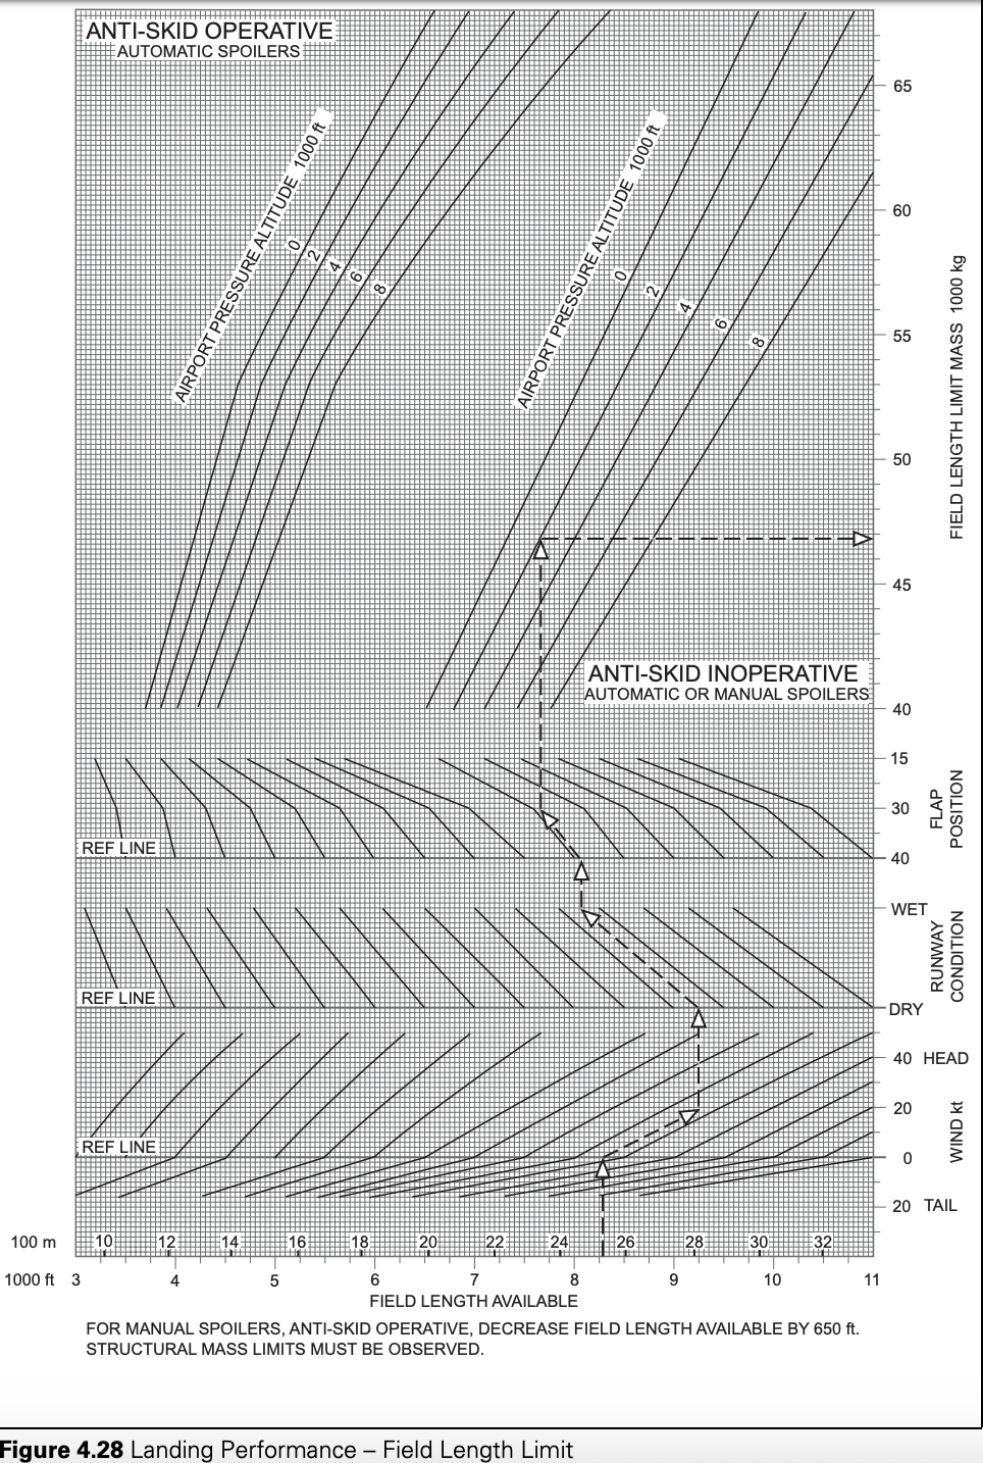 ANTI-SKID OPERATIVE
AUTOMATIC SPOILERS
65
AIRPORT PRESSURE ALTITUDE 1000 ft
0
2
4
6
8
AIRPORT PRESSURE ALTITUDE 1000 ft
0
2
4
6
8
60
55
50
45
40
FIELD LENGTH LIMIT MASS 1000 kg
ANTI-SKID INOPERATIVE
AUTOMATIC OR MANUAL SPOILERS
15
30
40
FLAP
POSITION
REF LINE
WET
DRY
RUNWAY
CONDITION
REF LINE
40 HEAD
20
0
20 TAIL
WIND kt
REF LINE
100 m 10 12 14 16 18 20 22 24 26 28 30 32
1000 ft 3 4 5 6 7 8 9 10 11
FIELD LENGTH AVAILABLE
FOR MANUAL SPOILERS, ANTI-SKID OPERATIVE, DECREASE FIELD LENGTH AVAILABLE BY 650 ft.
STRUCTURAL MASS LIMITS MUST BE OBSERVED.
Figure 4.28 Landing Performance – Field Length Limit